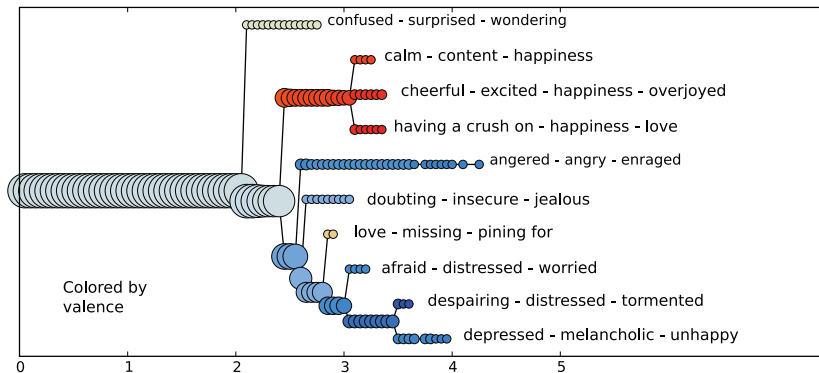 confused - surprised - wondering
calm - content - happiness
cheerful - excited - happiness - overjoyed
having a crush on - happiness - love
angered - angry - enraged
doubting - insecure - jealous
love - missing - pining for
afraid - distressed - worried
Colored by
valence
despairing - distressed - tormented
depressed - melancholic - unhappy
0 1 2 3 4 5